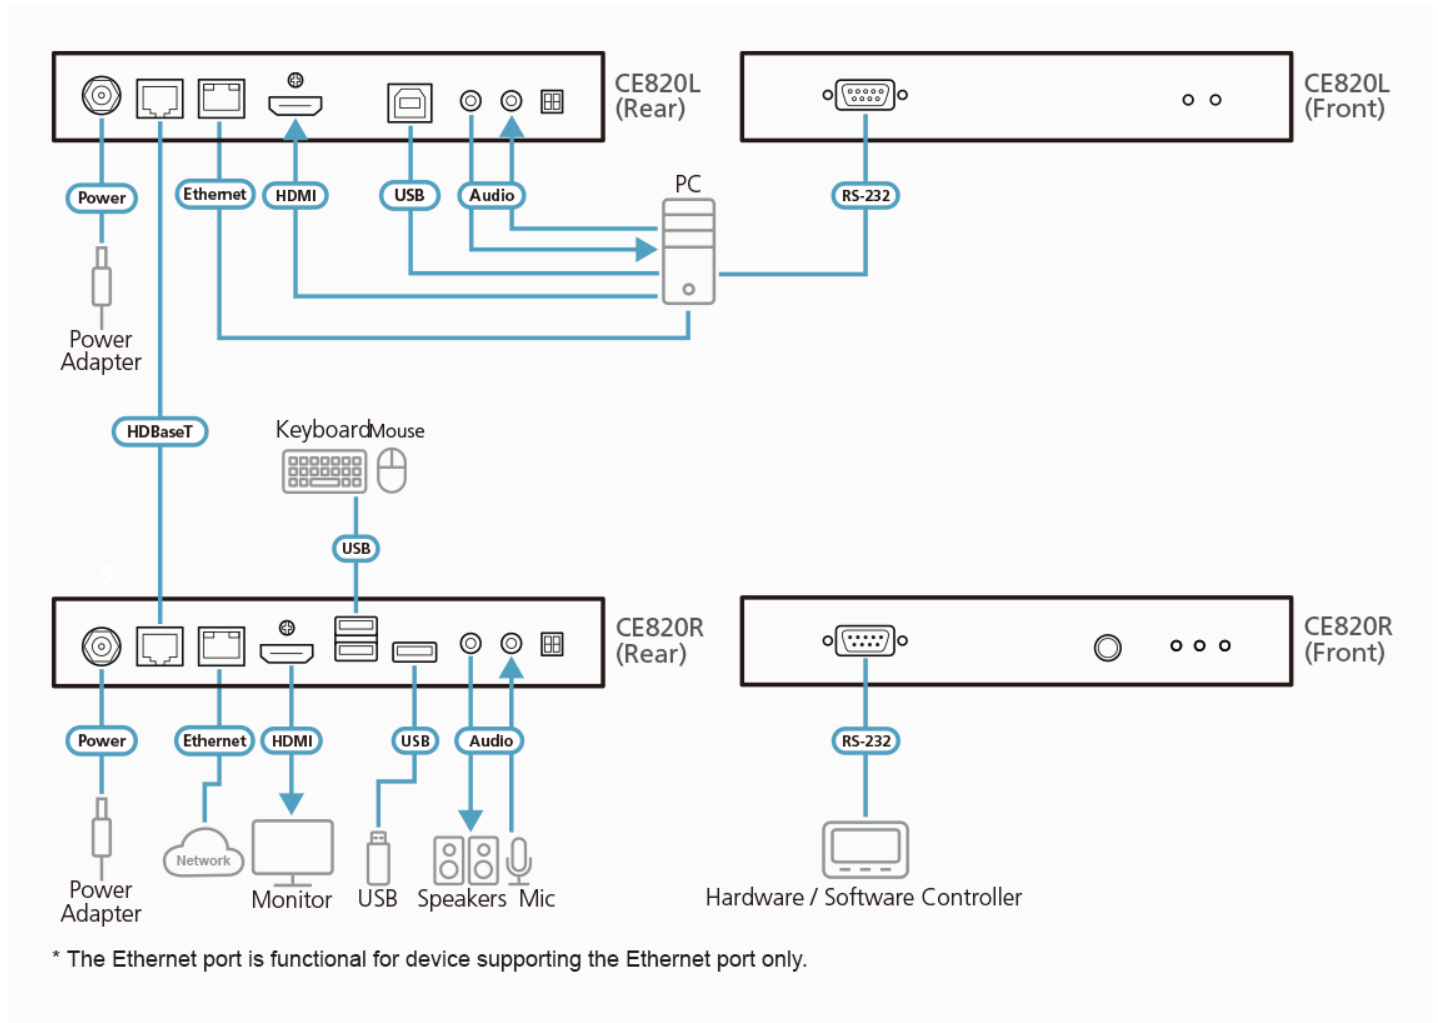 CE820L
(Rear)
CE820L
(Front)
Power
Ethernet
HDMI
USB
Audio
PC
RS-232
Power
Adapter
HDBaseT
Keyboard
Mouse
USB
5
CE820R
(Rear)
CE820R
(Front)
Power
Ethernet
HDMI
USB
Audio
RS-232
Network
Power
Adapter
Monitor
USB
Speakers
Mic
Hardware / Software Controller
* The Ethernet port is functional for device supporting the Ethernet port only.